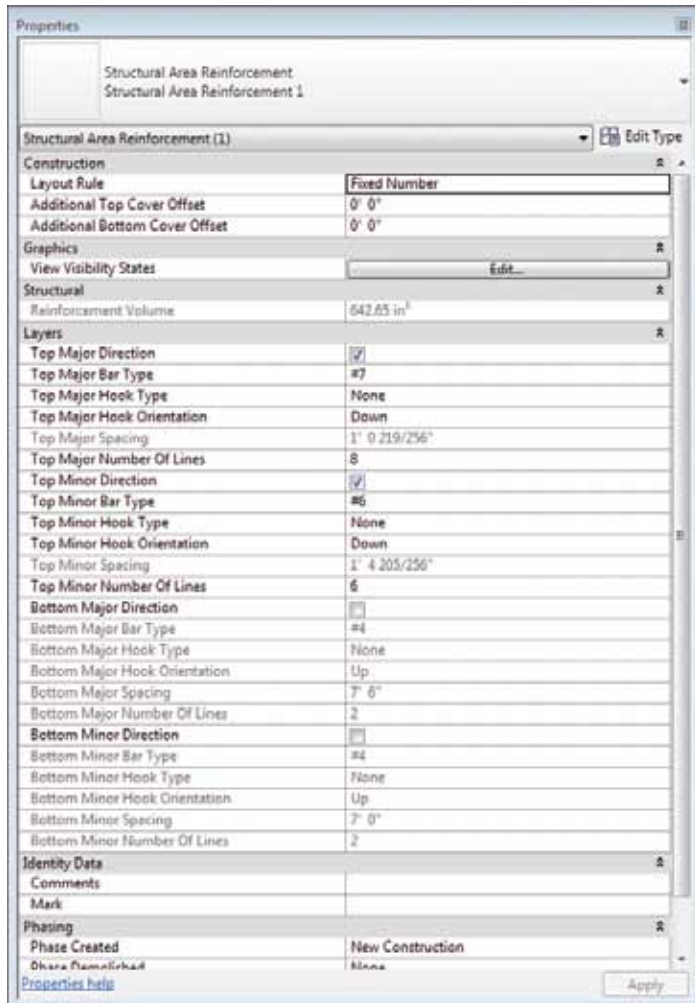 Properties
Structural Area Reinforcement
Structural Area Reinforcement 1
Structural Area Reinforcement (1) Edit Type
Construction
Layout Rule Fixed Number
Additional Top Cover Offset 0' 0"
Additional Bottom Cover Offset 0' 0"
Graphics
View Visibility States Edit...
Structural
Reinforcement Volume 642.65 in³
Layers
Top Major Direction
Top Major Bar Type #7
Top Major Hook Type None
Top Major Hook Orientation Down
Top Major Spacing 1' 0 219/256"
Top Major Number Of Lines 8
Top Minor Direction
Top Minor Bar Type #6
Top Minor Hook Type None
Top Minor Hook Orientation Down
Top Minor Spacing 1' 4 205/256"
Top Minor Number Of Lines 6
Bottom Major Direction
Bottom Major Bar Type #4
Bottom Major Hook Type None
Bottom Major Hook Orientation Up
Bottom Major Spacing 7' 6"
Bottom Major Number Of Lines 2
Bottom Minor Direction
Bottom Minor Bar Type #4
Bottom Minor Hook Type None
Bottom Minor Hook Orientation Up
Bottom Minor Spacing 7' 0"
Bottom Minor Number Of Lines 2
Identity Data
Comments
Mark
Phasing
Phase Created New Construction
Phase Demolished None
Properties help Apply